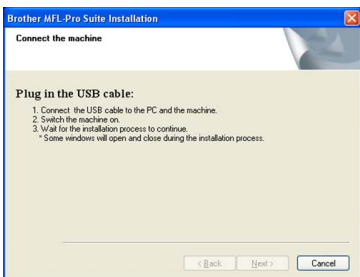 Brother MFL-Pro Suite Installation
Connect the machine
Plug in the USB cable:
1. Connect the USB cable to the PC and the machine.
2. Switch the machine on.
3. Wait for the installation process to continue.
* Some windows will open and close during the installation process.
< Back Next > Cancel